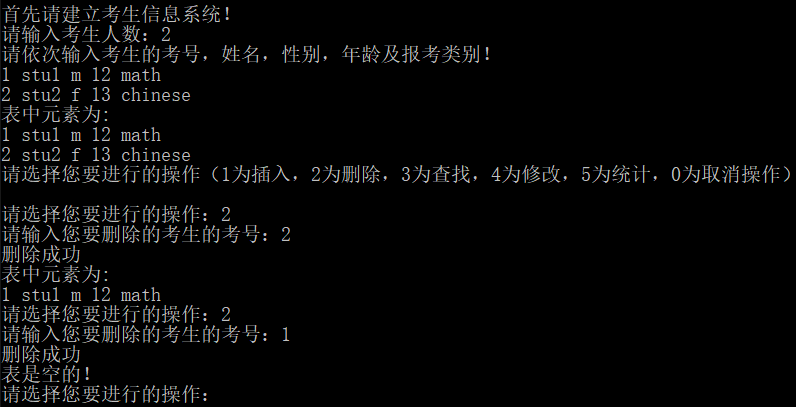 首先请建立考生信息系统！
请输入考生人数：2
请依次输入考生的考号，姓名，性别，年龄及报考类别！
1 stu1 m 12 math
2 stu2 f 13 chinese
表中元素为:
1 stu1 m 12 math
2 stu2 f 13 chinese
请选择您要进行的操作（1为插入，2为删除，3为查找，4为修改，5为统计，0为取消操作）
请选择您要进行的操作：2
请输入您要删除的考生的考号：2
删除成功
表中元素为:
1 stu1 m 12 math
请选择您要进行的操作：2
请输入您要删除的考生的考号：1
删除成功
表是空的！
请选择您要进行的操作：